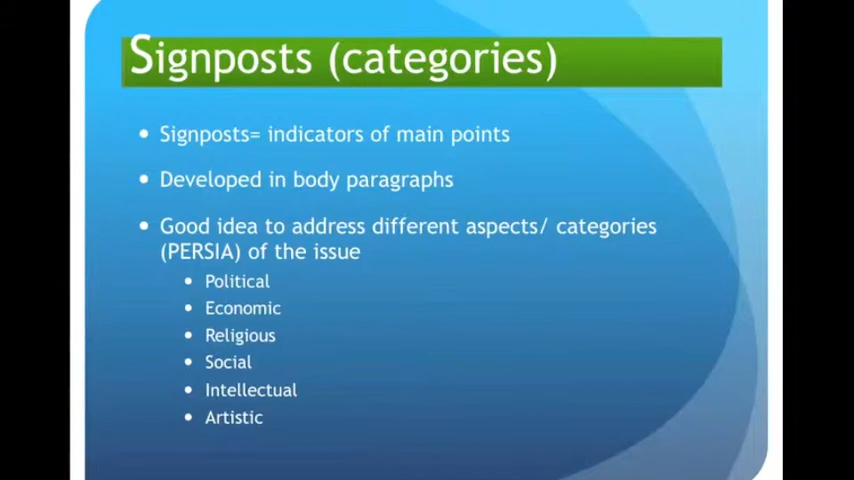 Signposts (categories)
• Signposts= indicators of main points
• Developed in body paragraphs
• Good idea to address different aspects/ categories
(PERSIA) of the issue
• Political
• Economic
• Religious
• Social
• Intellectual
• Artistic